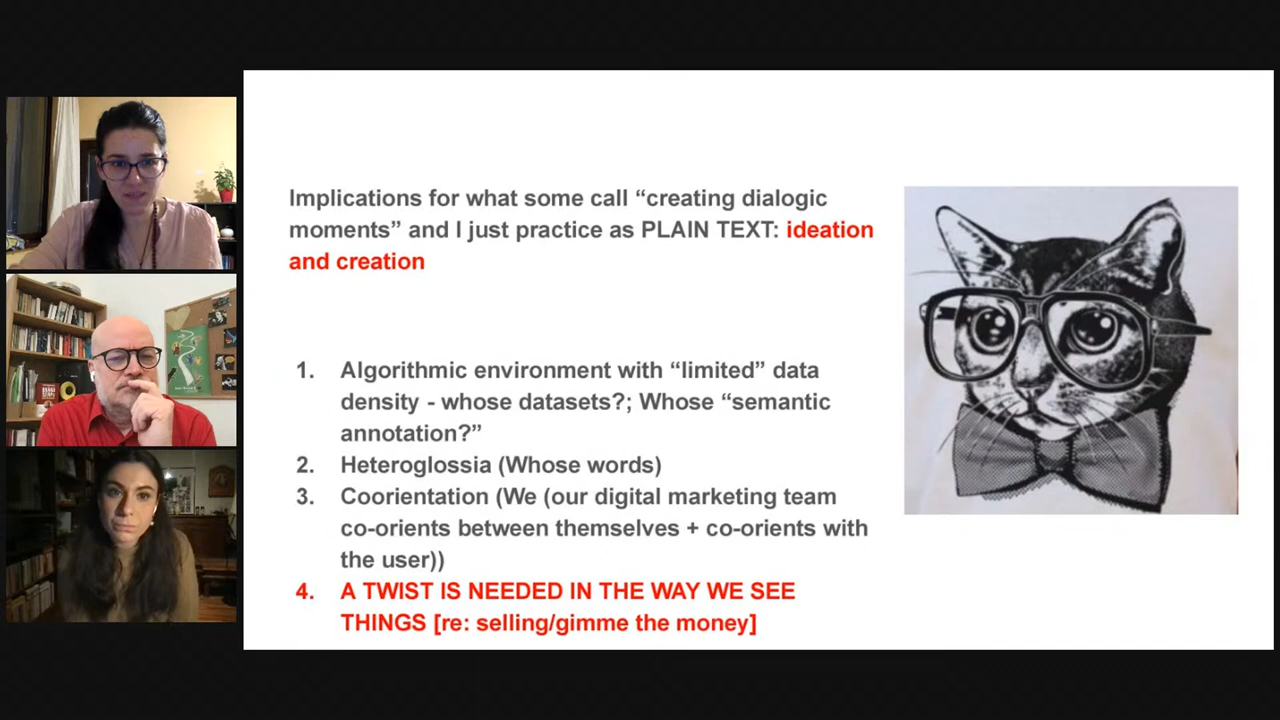 Implications for what some call “creating dialogic
moments” and I just practice as PLAIN TEXT: ideation
and creation
1. Algorithmic environment with “limited” data
density - whose datasets?; Whose “semantic
annotation?”
2. Heteroglossia (Whose words)
3. Coorientation (We (our digital marketing team
co-orients between themselves + co-orients with
the user))
4. A TWIST IS NEEDED IN THE WAY WE SEE
THINGS [re: selling/gimme the money]